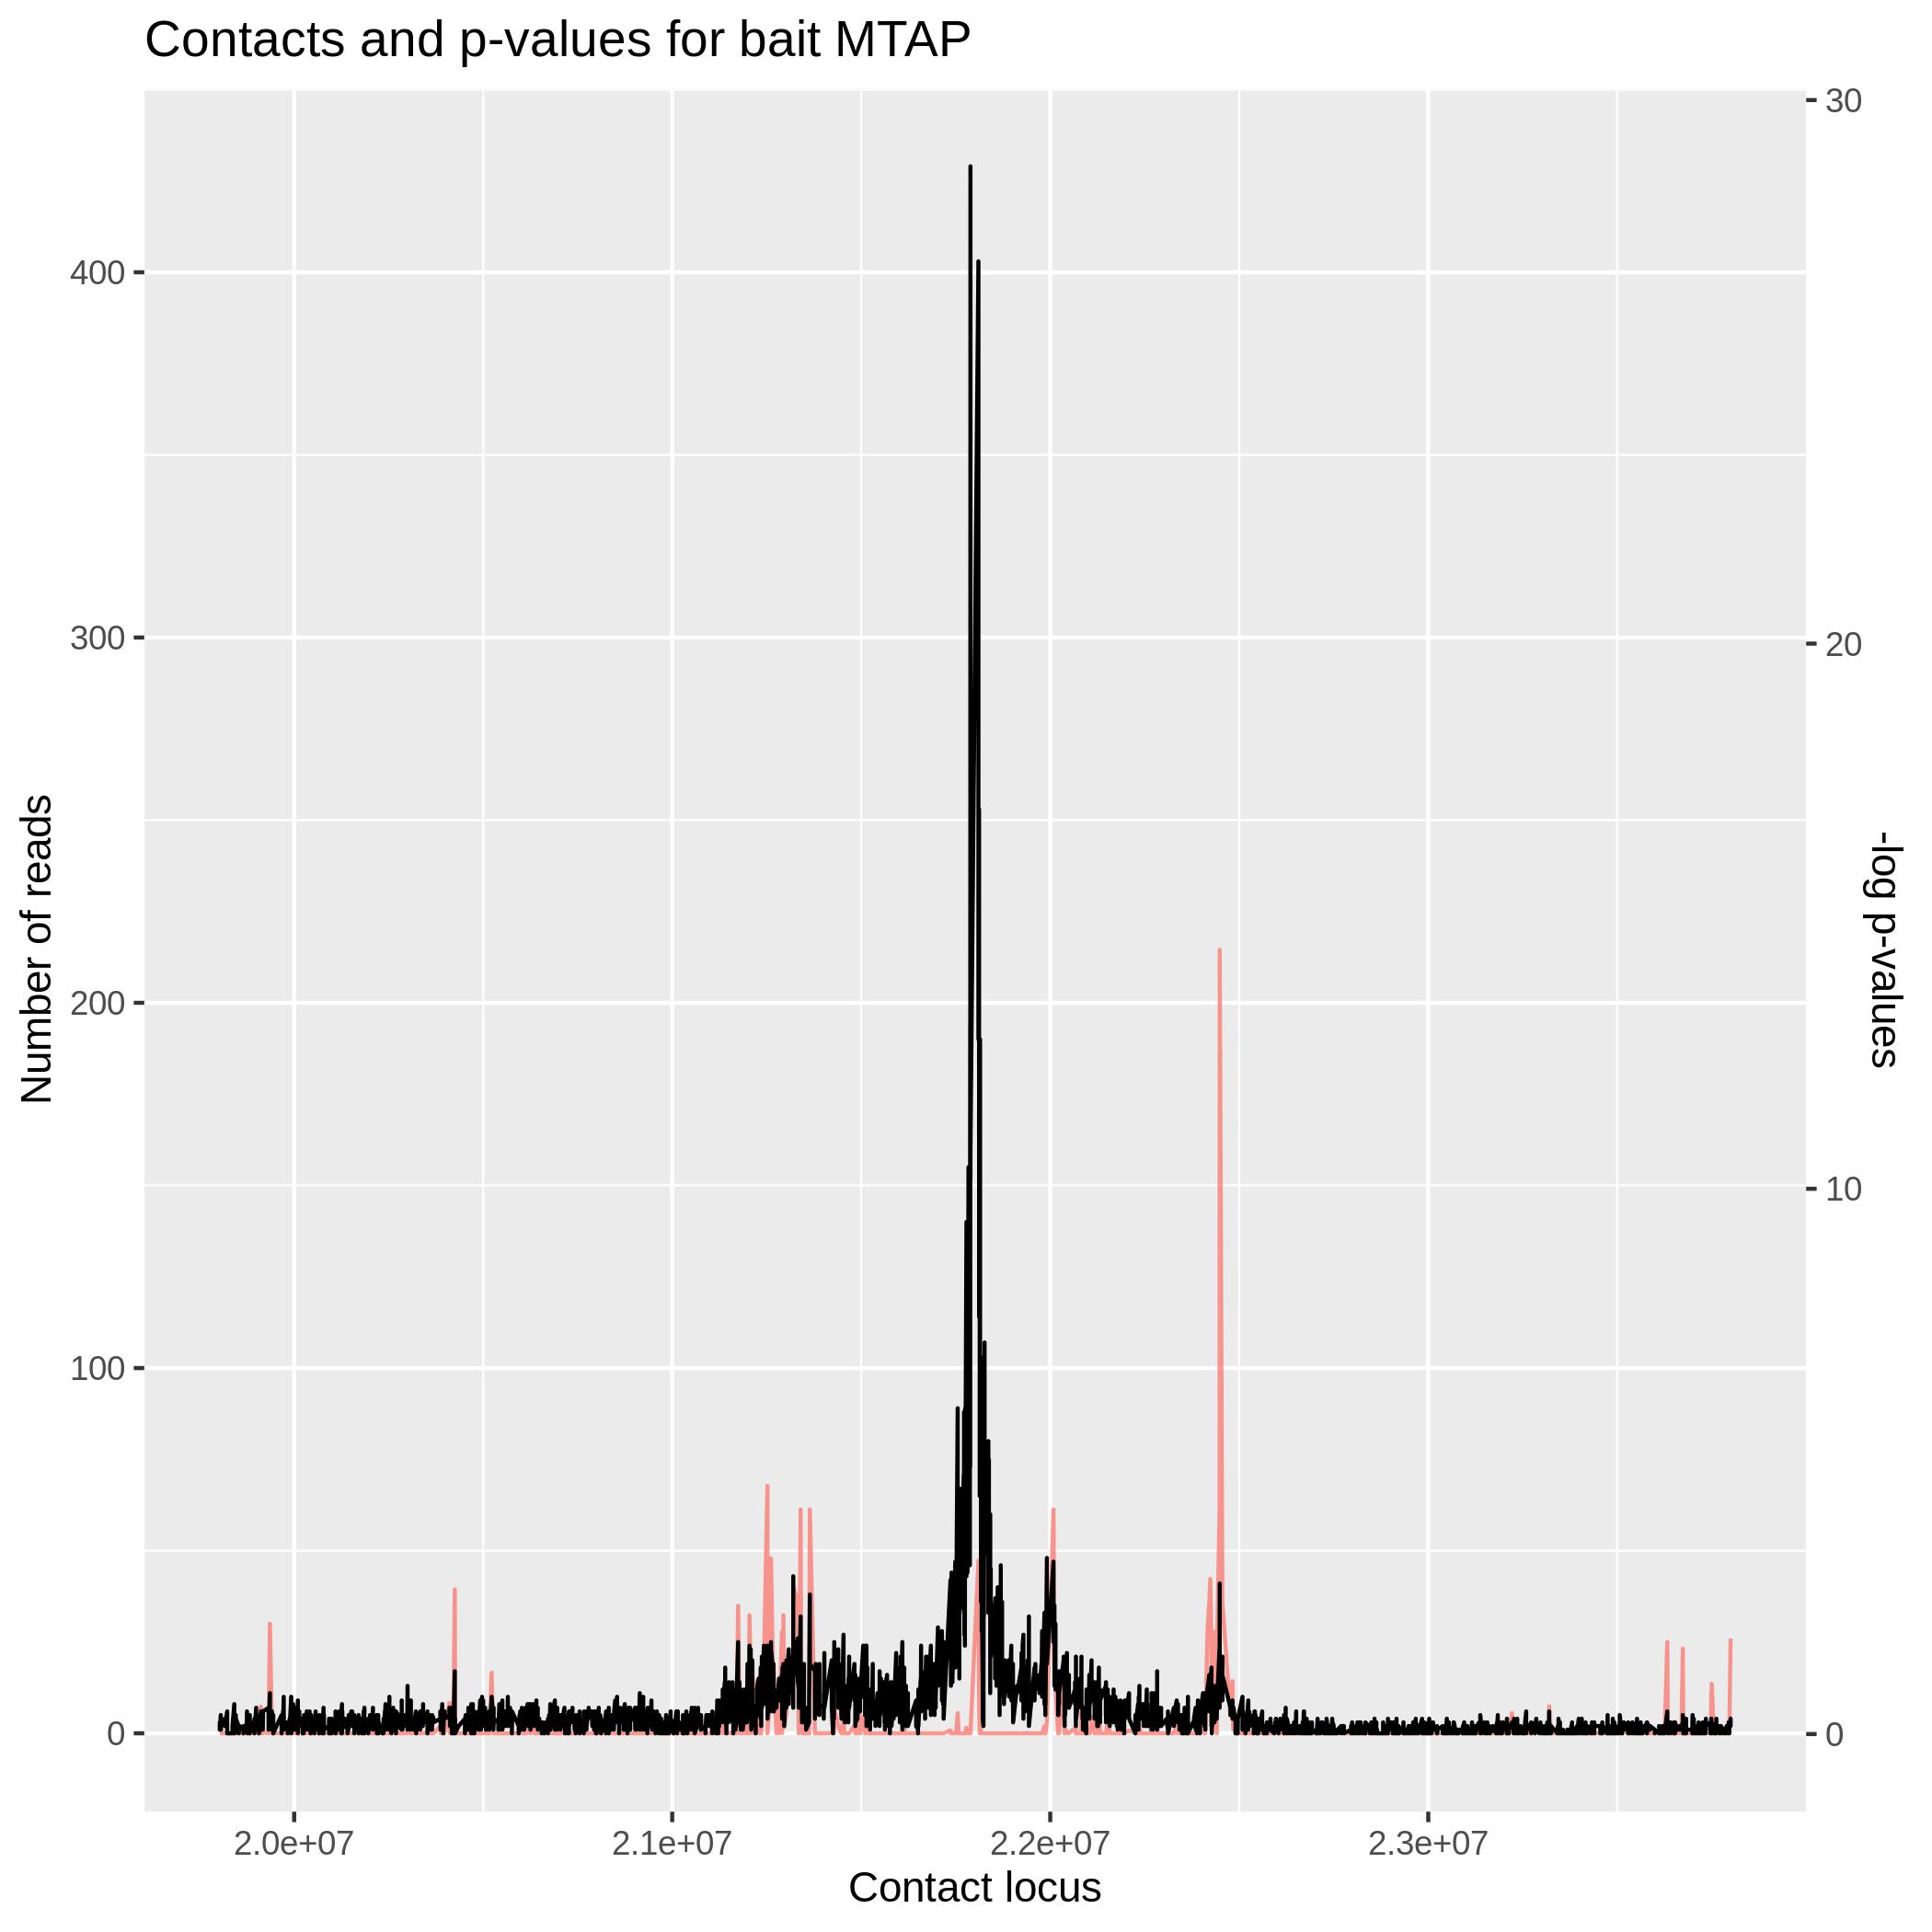 Contacts and p-values for bait MTAP
Number of reads
400
300
200
100
0
30
20
10
0
-log p-values
2.0e+07
2.1e+07
2.2e+07
2.3e+07
Contact locus